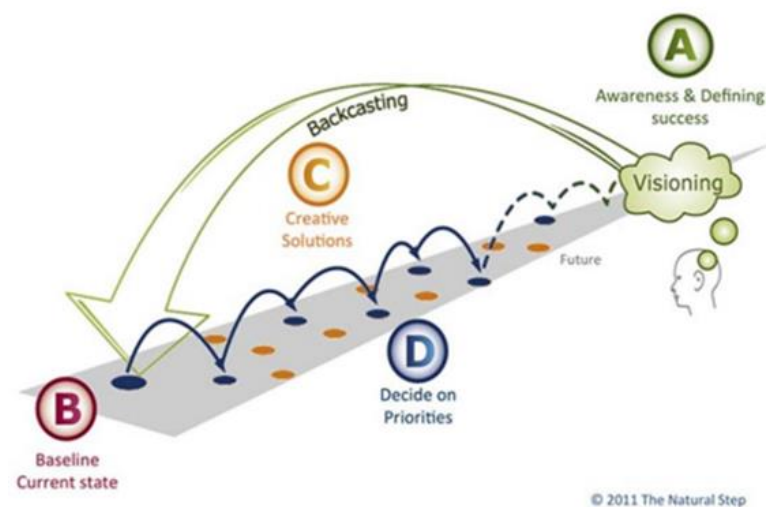 A
Awareness & Defining
success
Backcasting
Visioning
C
Creative
Solutions
Future
D
Decide on
Priorities
B
Baseline
Current state
© 2011 The Natural Step